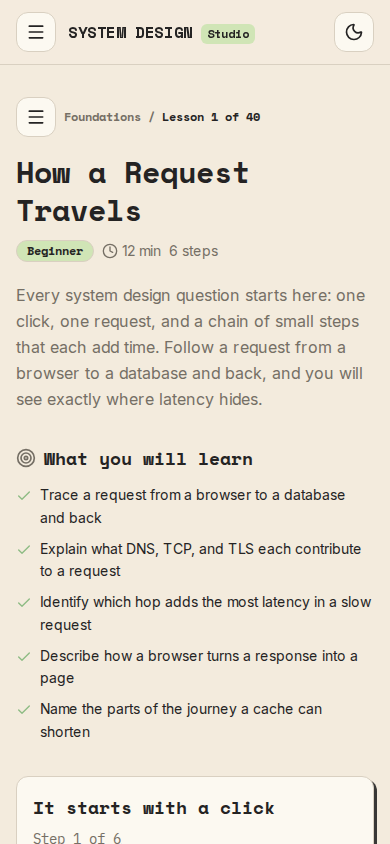 SYSTEM DESIGN Studio
Foundations / Lesson 1 of 40
How a Request
Travels
Beginner 12 min 6 steps
Every system design question starts here: one
click, one request, and a chain of small steps
that each add time. Follow a request from a
browser to a database and back, and you will
see exactly where latency hides.
What you will learn
Trace a request from a browser to a database
and back
Explain what DNS, TCP, and TLS each contribute
to a request
Identify which hop adds the most latency in a slow
request
Describe how a browser turns a response into a
page
Name the parts of the journey a cache can
shorten
It starts with a click
Step 1 of 6